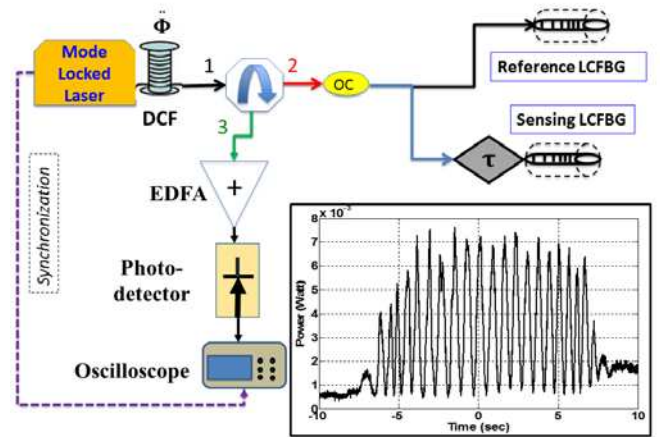 Φ̈
Mode
Locked
Laser
DCF
1
2
3
OC
Reference LCFBG
Sensing LCFBG
τ
Synchronization
EDFA
+
Photo-
detector
Oscilloscope
8 x 10⁻³
7
6
5
4
3
2
1
0
Power (Watt)
-10 -5 0 5 10
Time (sec)